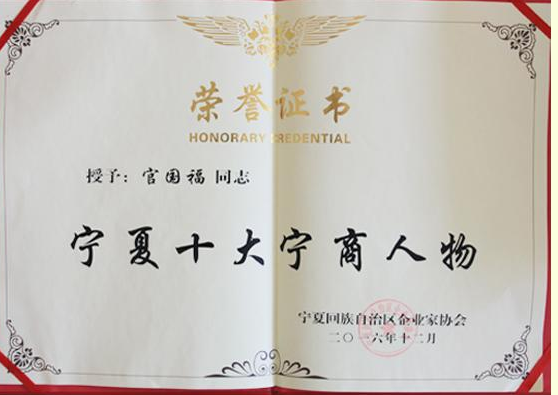 荣誉证书
HONORARY CREDENTIAL
授予：官国福 同志
宁夏十大宁商人物
宁夏回族自治区企业家协会
二〇一六年十二月